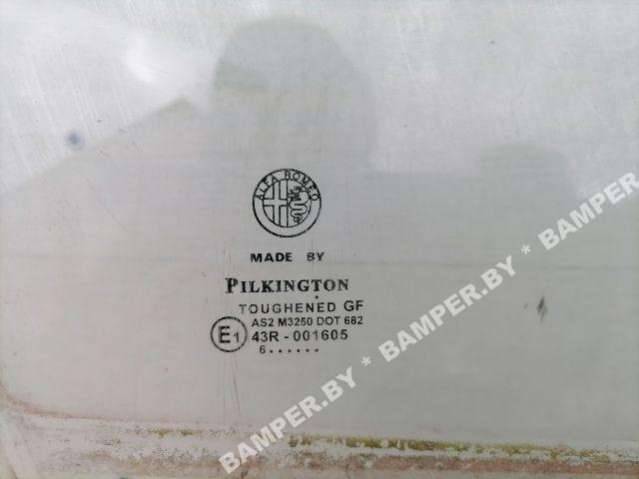 ALFA ROMEO
MADE BY
PILKINGTON
TOUGHENED GF
AS2 M3250 DOT 682
E1 43R - 001605
6......
BAMPER.BY * BAMPER.BY * BAMPER.BY